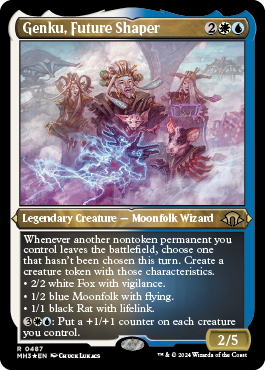 Genku, Future Shaper 2
Legendary Creature — Moonfolk Wizard
Whenever another nontoken permanent you
control leaves the battlefield, choose one
that hasn't been chosen this turn. Create a
creature token with those characteristics.
• 2/2 white Fox with vigilance.
• 1/2 blue Moonfolk with flying.
• 1/1 black Rat with lifelink.
3: Put a +1/+1 counter on each creature
you control.
2/5
R 0487
MH3 EN CHUCK LUKACS
™ & © 2024 Wizards of the Coast